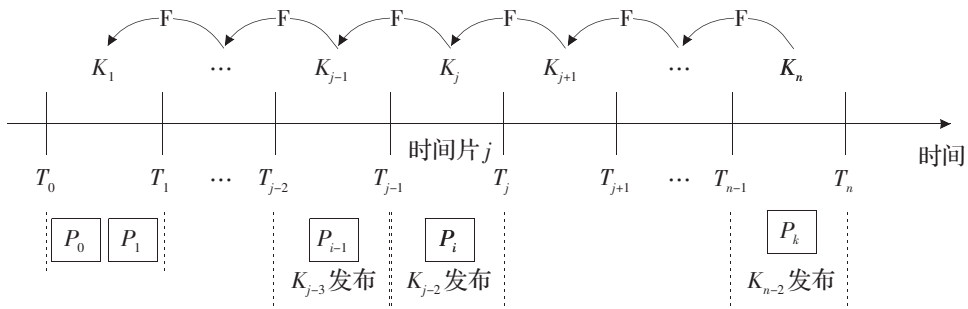 F F F F F F
K₁ … Kⱼ₋₁ Kⱼ Kⱼ₊₁ … Kₙ
时间片 j
时间
T₀ T₁ … Tⱼ₋₂ Tⱼ₋₁ Tⱼ Tⱼ₊₁ … Tₙ₋₁ Tₙ
P₀ P₁ Pᵢ₋₁ Pᵢ Pₖ
Kⱼ₋₃发布 Kⱼ₋₂发布 Kₙ₋₂发布